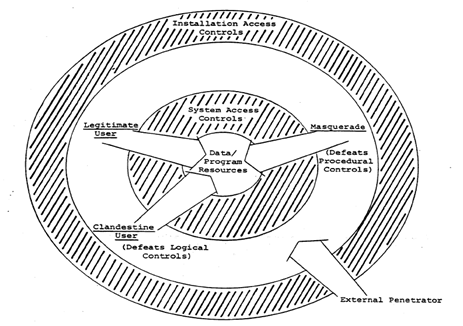 Installation Access
Controls
System Access
Controls
Legitimate
User
Masquerade
Data/
Program
Resources
(Defeats
Procedural
Controls)
Clandestine
User
(Defeats Logical
Controls)
External Penetrator